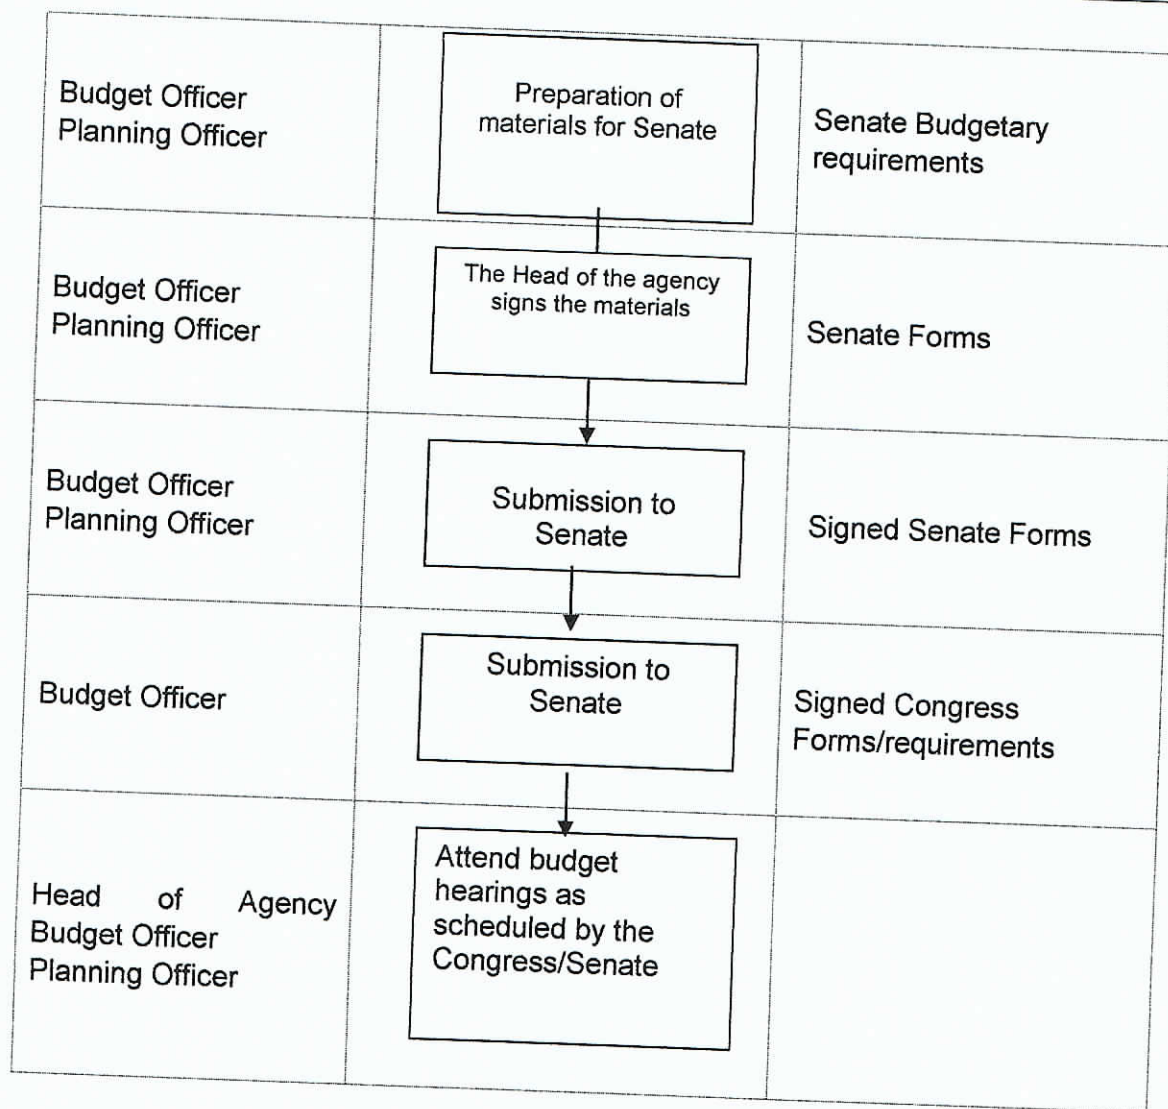 Budget Officer
Planning Officer
Preparation of
materials for Senate
Senate Budgetary
requirements
Budget Officer
Planning Officer
The Head of the agency
signs the materials
Senate Forms
Budget Officer
Planning Officer
Submission to
Senate
Signed Senate Forms
Budget Officer
Submission to
Senate
Signed Congress
Forms/requirements
Head of Agency
Budget Officer
Planning Officer
Attend budget
hearings as
scheduled by the
Congress/Senate